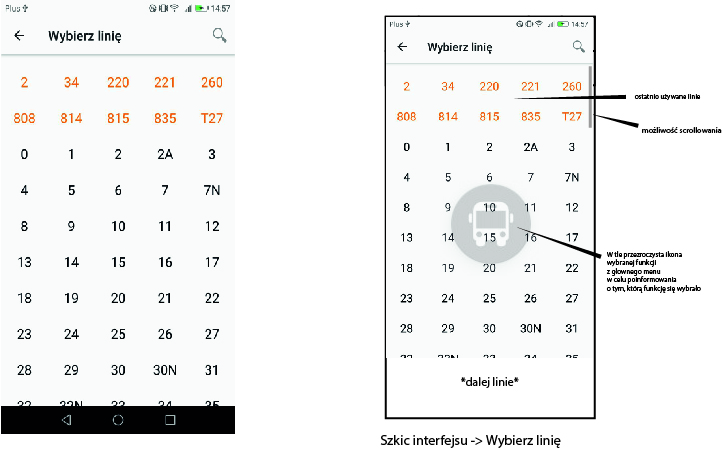 Plus 14:57
Wybierz linię
2 34 220 221 260
808 814 815 835 T27
0 1 2 2A 3
4 5 6 7 7N
8 9 10 11 12
13 14 15 16 17
18 19 20 21 22
23 24 25 26 27
28 29 30 30N 31
32 32N 33 34 35
Plus 14:57
Wybierz linię
2 34 220 221 260
808 814 815 835 T27
0 1 2 2A 3
4 5 6 7 7N
8 9 10 11 12
13 14 15 16 17
18 19 20 21 22
23 24 25 26 27
28 29 30 30N 31
32 32N 33 34 35
*dalej linie*
ostatnio używane linie
możliwość scrollowania
W tle przezroczysta ikona
wybranej funkcji
z głownego menu
w celu poinformowania
o tym, którą funkcję się wybrało
Szkic interfejsu -> Wybierz linię